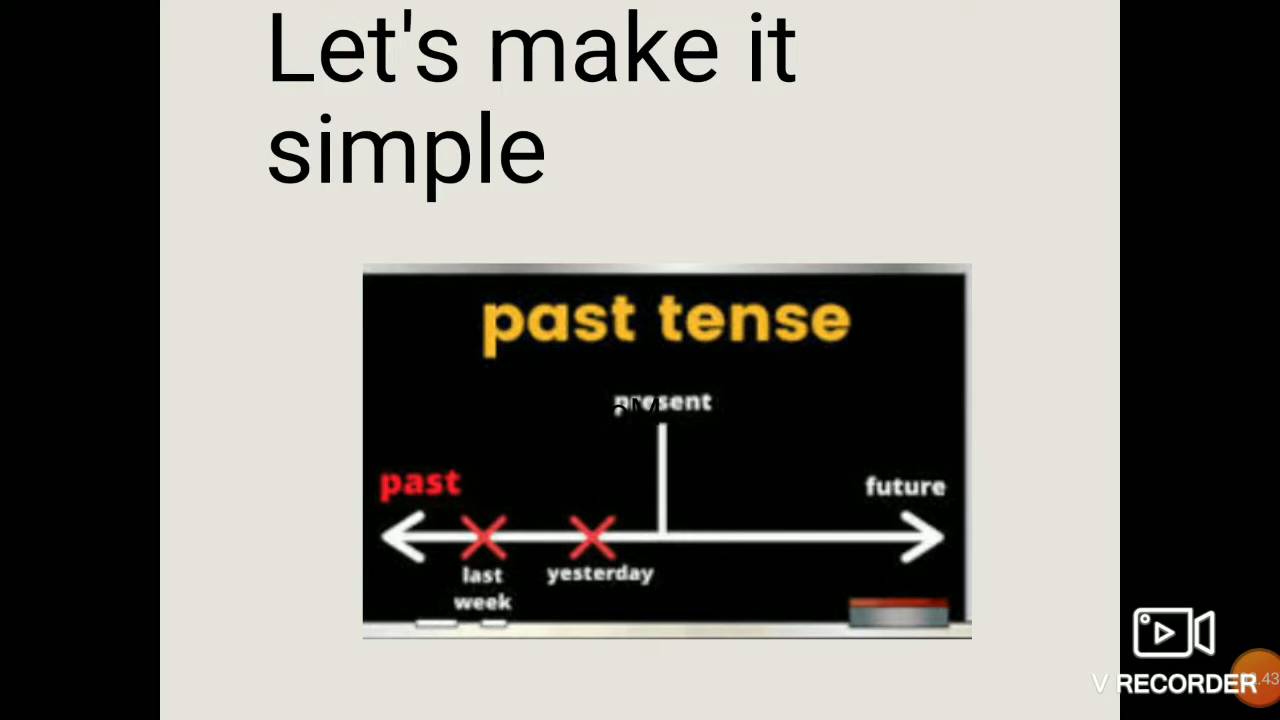 Let's make it
simple
past tense
present
past
future
last
week
yesterday
V RECORDER